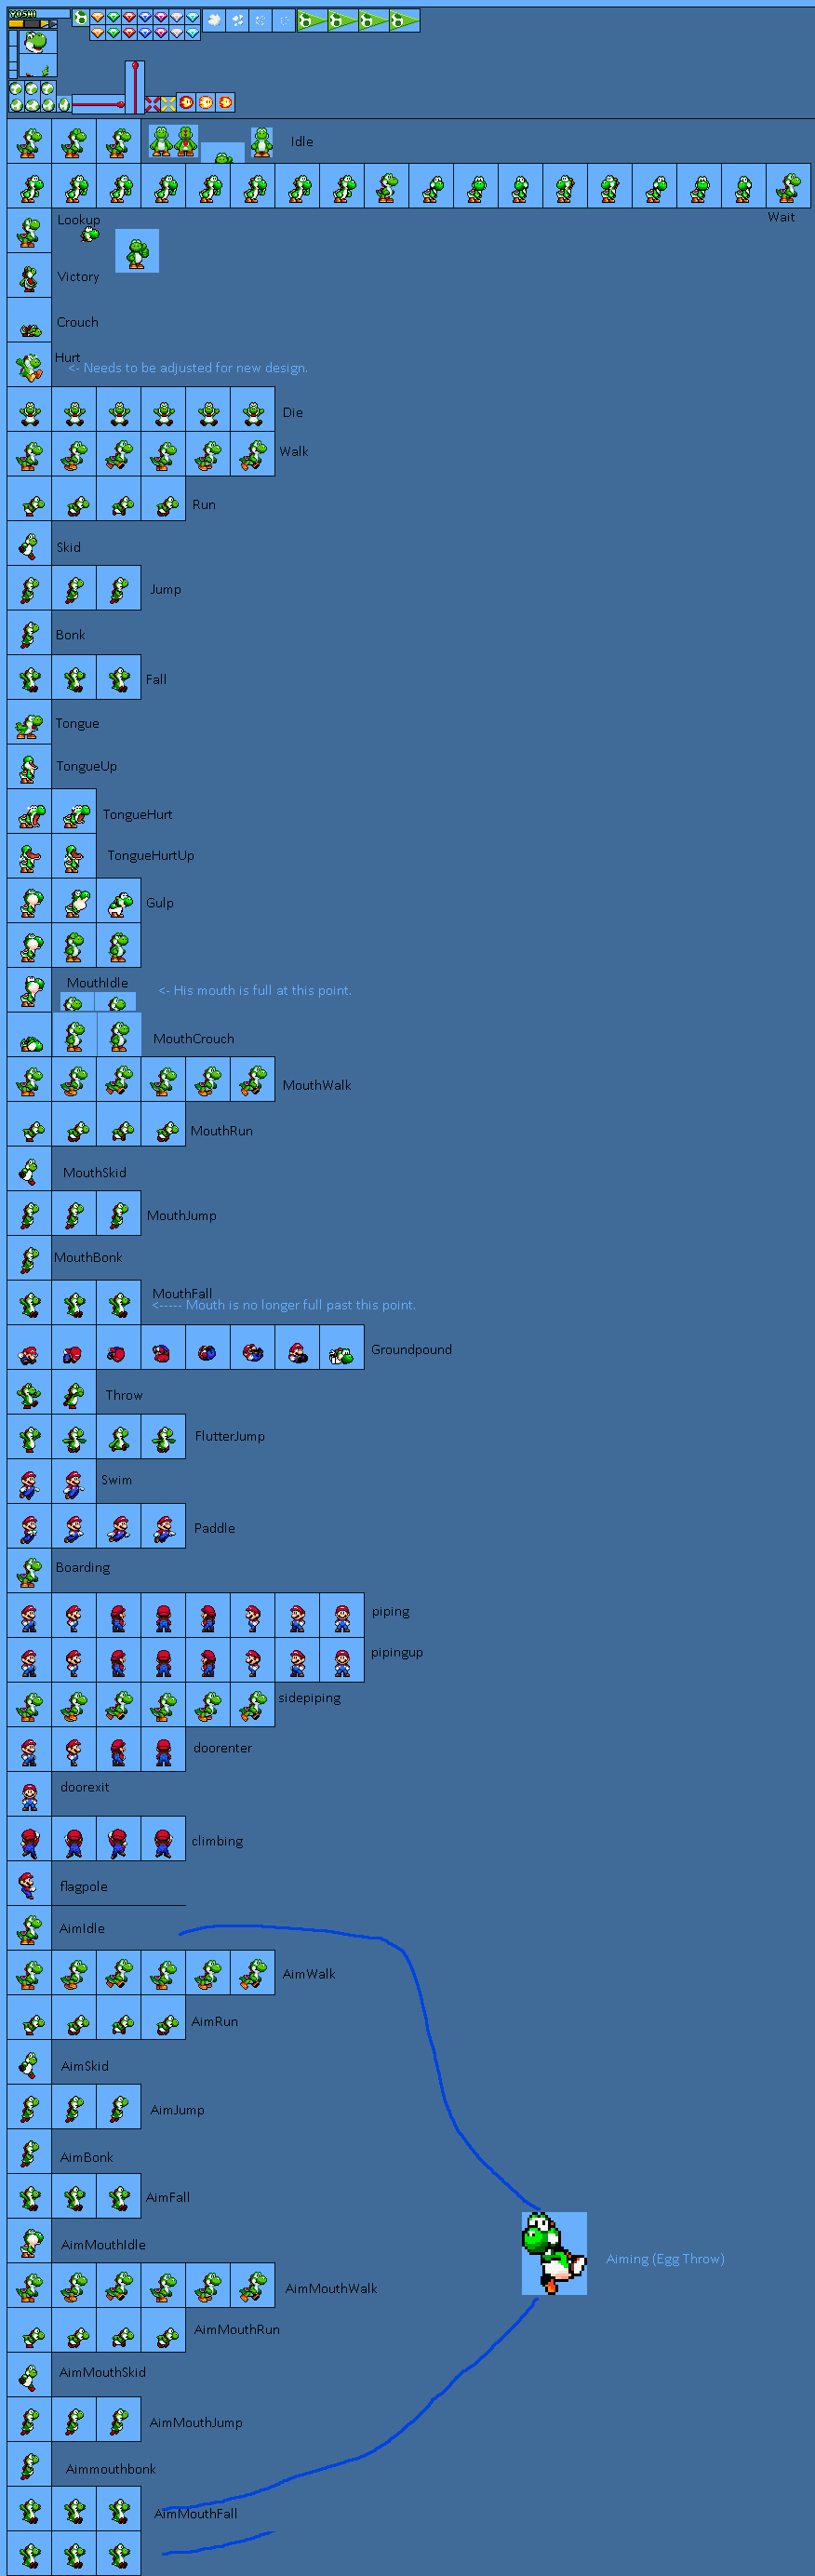 YOSHI
Idle
Wait
Lookup
Victory
Crouch
Hurt
<- Needs to be adjusted for new design.
Die
Walk
Run
Skid
Jump
Bonk
Fall
Tongue
TongueUp
TongueHurt
TongueHurtUp
Gulp
MouthIdle
<- His mouth is full at this point.
MouthCrouch
MouthWalk
MouthRun
MouthSkid
MouthJump
MouthBonk
MouthFall
<----- Mouth is no longer full past this point.
Groundpound
Throw
FlutterJump
Swim
Paddle
Boarding
piping
pipingup
sidepiping
doorenter
doorexit
climbing
flagpole
AimIdle
AimWalk
AimRun
AimSkid
AimJump
AimBonk
AimFall
AimMouthIdle
Aiming (Egg Throw)
AimMouthWalk
AimMouthRun
AimMouthSkid
AimMouthJump
Aimmouthbonk
AimMouthFall